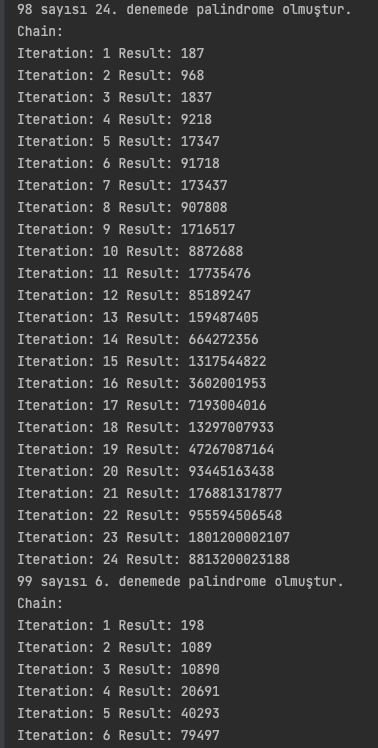 98 sayısı 24. denemede palindrome olmuştur.
Chain:
Iteration: 1 Result: 187
Iteration: 2 Result: 968
Iteration: 3 Result: 1837
Iteration: 4 Result: 9218
Iteration: 5 Result: 17347
Iteration: 6 Result: 91718
Iteration: 7 Result: 173437
Iteration: 8 Result: 907808
Iteration: 9 Result: 1716517
Iteration: 10 Result: 8872688
Iteration: 11 Result: 17735476
Iteration: 12 Result: 85189247
Iteration: 13 Result: 159487405
Iteration: 14 Result: 664272356
Iteration: 15 Result: 1317544822
Iteration: 16 Result: 3602001953
Iteration: 17 Result: 7193004016
Iteration: 18 Result: 13297007933
Iteration: 19 Result: 47267087164
Iteration: 20 Result: 93445163438
Iteration: 21 Result: 176881317877
Iteration: 22 Result: 955594506548
Iteration: 23 Result: 1801200002107
Iteration: 24 Result: 8813200023188
99 sayısı 6. denemede palindrome olmuştur.
Chain:
Iteration: 1 Result: 198
Iteration: 2 Result: 1089
Iteration: 3 Result: 10890
Iteration: 4 Result: 20691
Iteration: 5 Result: 40293
Iteration: 6 Result: 79497